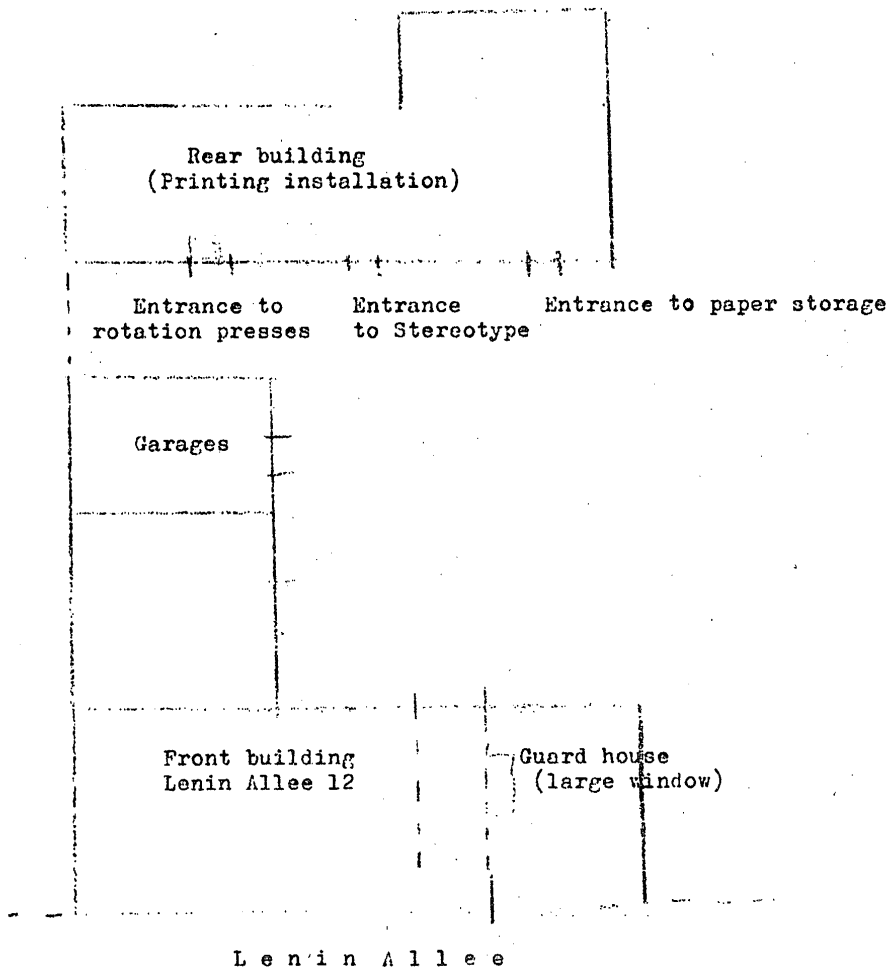 Rear building
(Printing installation)
Entrance to
rotation presses
Entrance
to Stereotype
Entrance to paper storage
Garages
Front building
Lenin Allee 12
Guard house
(large window)
Lenin Allee